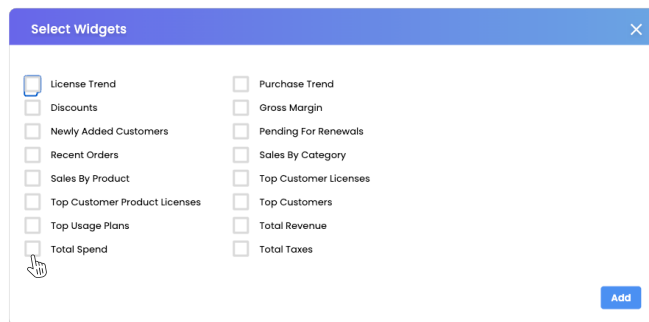 Select Widgets
License Trend
Purchase Trend
Discounts
Gross Margin
Newly Added Customers
Pending For Renewals
Recent Orders
Sales By Category
Sales By Product
Top Customer Licenses
Top Customer Product Licenses
Top Customers
Top Usage Plans
Total Revenue
Total Spend
Total Taxes
Add